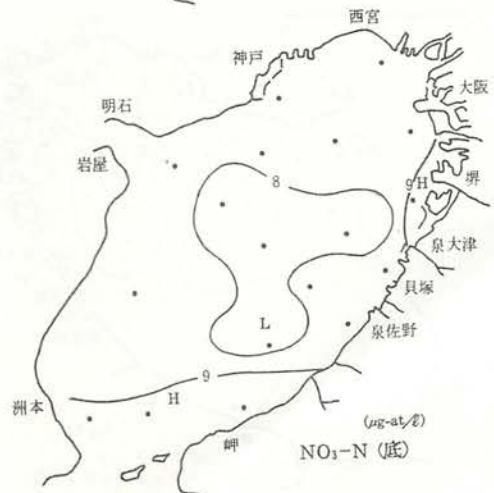 西宮
神戸
大阪
明石
岩屋
堺
8
9 H
泉大津
貝塚
L
泉佐野
9
H
洲本
岬
(μg-at/ℓ)
NO₃-N (底)